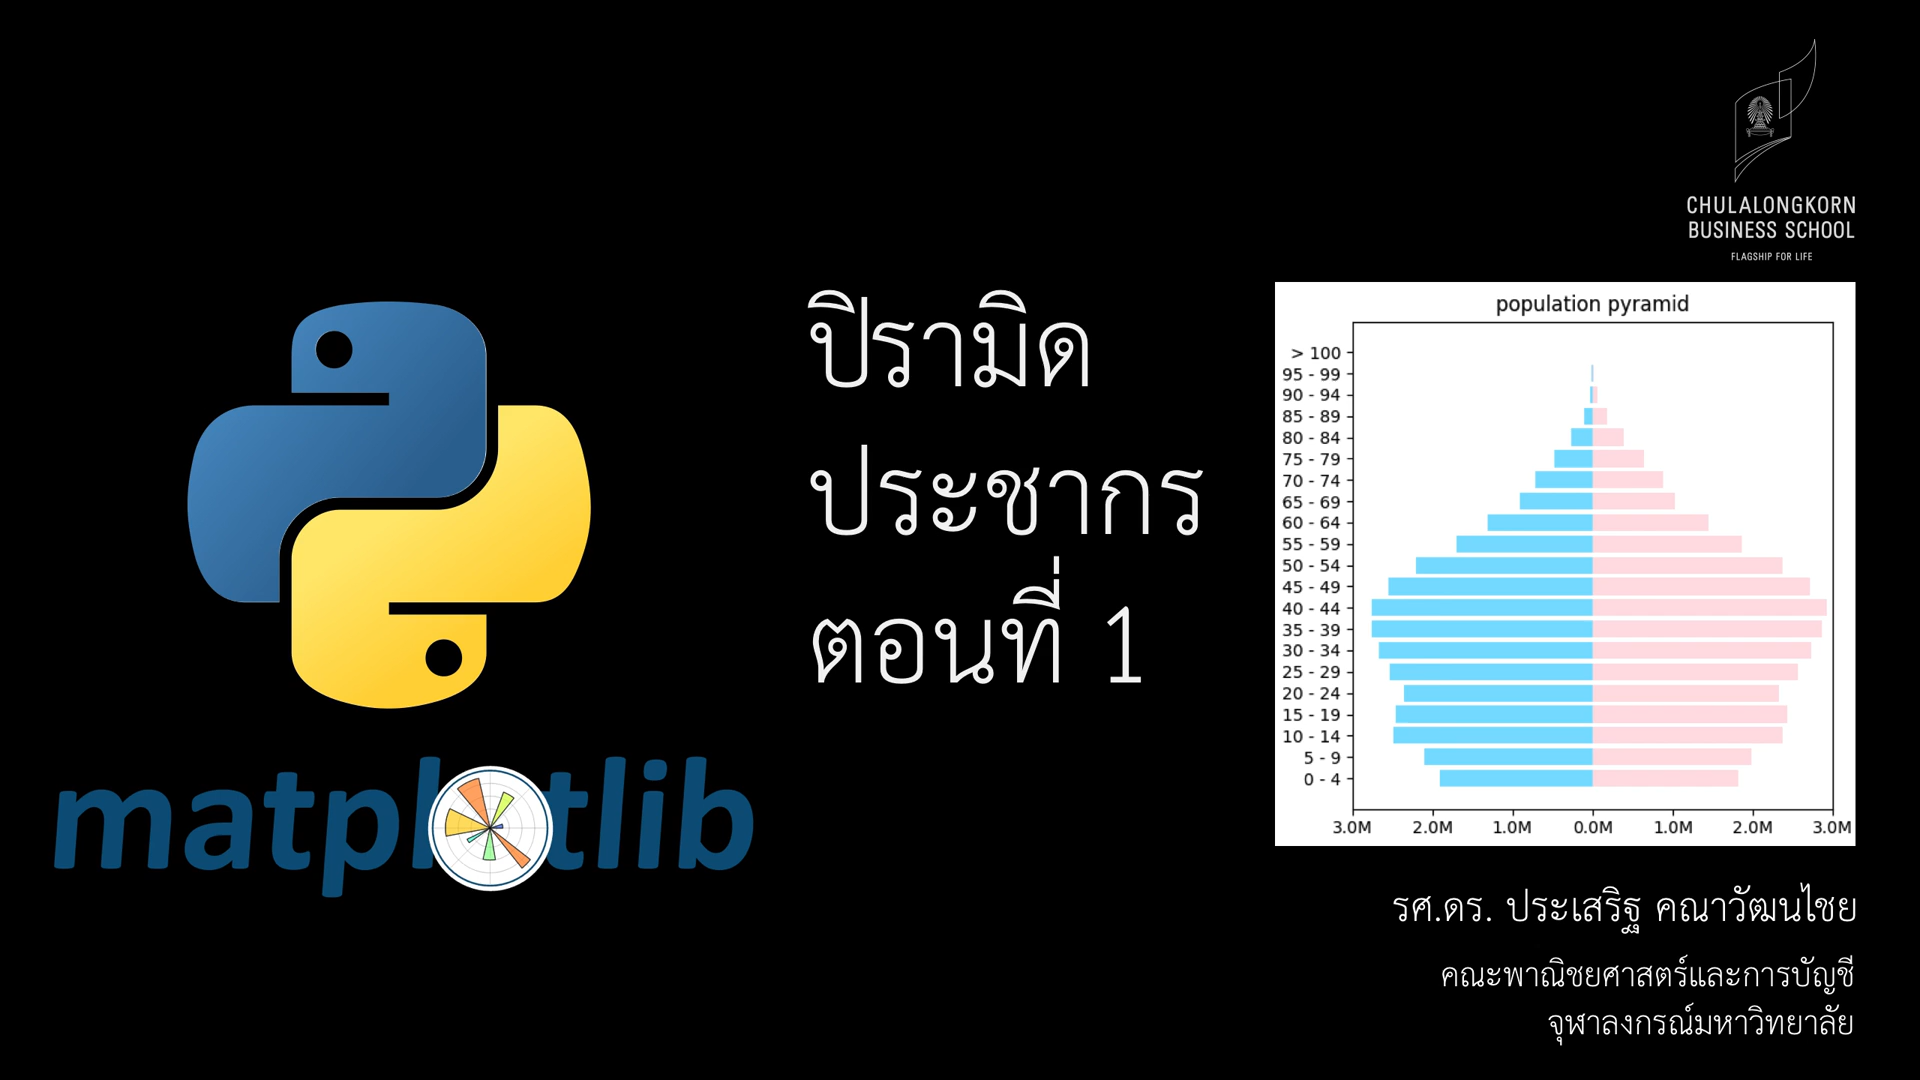 CHULALONGKORN
BUSINESS SCHOOL
FLAGSHIP FOR LIFE
ปิรามิด
ประชากร
ตอนที่ 1
matplotlib
population pyramid
> 100
95 - 99
90 - 94
85 - 89
80 - 84
75 - 79
70 - 74
65 - 69
60 - 64
55 - 59
50 - 54
45 - 49
40 - 44
35 - 39
30 - 34
25 - 29
20 - 24
15 - 19
10 - 14
5 - 9
0 - 4
3.0M 2.0M 1.0M 0.0M 1.0M 2.0M 3.0M
รศ.ดร. ประเสริฐ คณาวัฒนไชย
คณะพาณิชยศาสตร์และการบัญชี
จุฬาลงกรณ์มหาวิทยาลัย